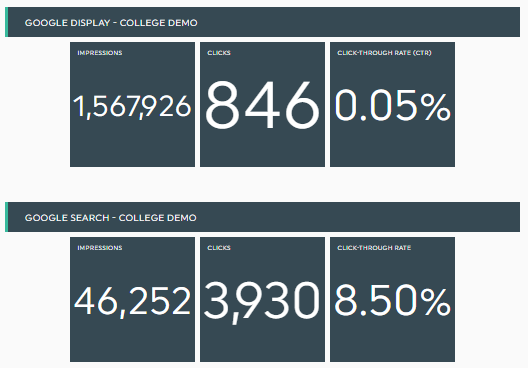 GOOGLE DISPLAY - COLLEGE DEMO
IMPRESSIONS
1,567,926
CLICKS
846
CLICK-THROUGH RATE (CTR)
0.05%
GOOGLE SEARCH - COLLEGE DEMO
IMPRESSIONS
46,252
CLICKS
3,930
CLICK-THROUGH RATE
8.50%